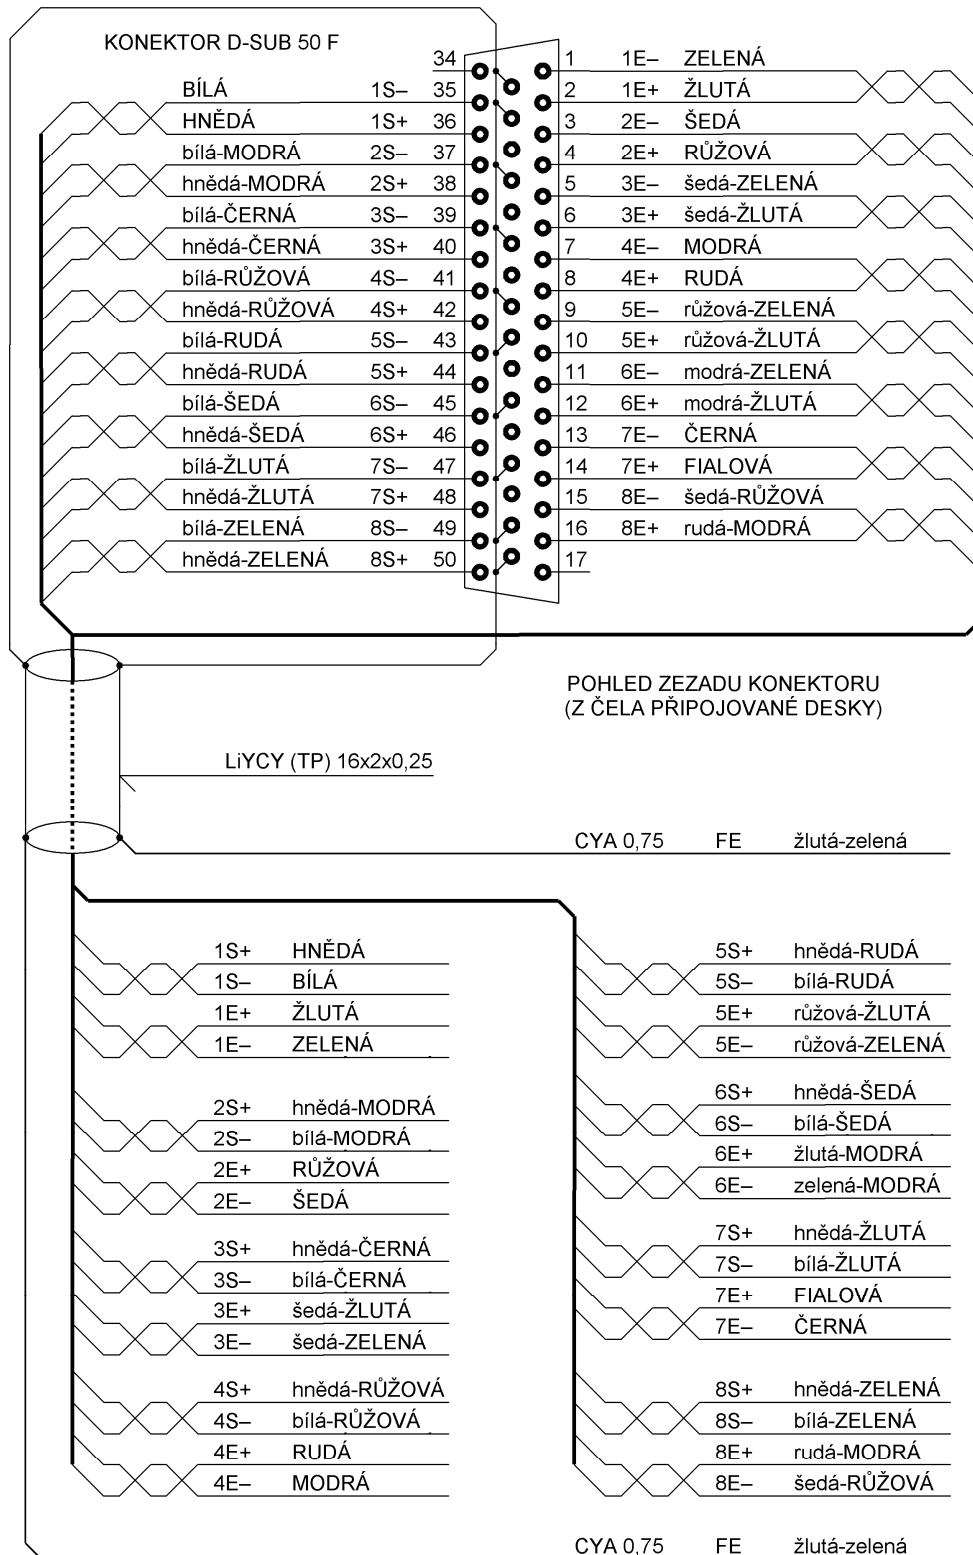 KONEKTOR D-SUB 50 F
34
BÍLÁ 1S– 35
HNĚDÁ 1S+ 36
bílá-MODRÁ 2S– 37
hnědá-MODRÁ 2S+ 38
bílá-ČERNÁ 3S– 39
hnědá-ČERNÁ 3S+ 40
bílá-RŮŽOVÁ 4S– 41
hnědá-RŮŽOVÁ 4S+ 42
bílá-RUDÁ 5S– 43
hnědá-RUDÁ 5S+ 44
bílá-ŠEDÁ 6S– 45
hnědá-ŠEDÁ 6S+ 46
bílá-ŽLUTÁ 7S– 47
hnědá-ŽLUTÁ 7S+ 48
bílá-ZELENÁ 8S– 49
hnědá-ZELENÁ 8S+ 50
1 1E– ZELENÁ
2 1E+ ŽLUTÁ
3 2E– ŠEDÁ
4 2E+ RŮŽOVÁ
5 3E– šedá-ZELENÁ
6 3E+ šedá-ŽLUTÁ
7 4E– MODRÁ
8 4E+ RUDÁ
9 5E– růžová-ZELENÁ
10 5E+ růžová-ŽLUTÁ
11 6E– modrá-ZELENÁ
12 6E+ modrá-ŽLUTÁ
13 7E– ČERNÁ
14 7E+ FIALOVÁ
15 8E– šedá-RŮŽOVÁ
16 8E+ rudá-MODRÁ
17
POHLED ZEZADU KONEKTORU
(Z ČELA PŘIPOJOVANÉ DESKY)
LiYCY (TP) 16x2x0,25
CYA 0,75 FE žlutá-zelená
1S+ HNĚDÁ
1S– BÍLÁ
1E+ ŽLUTÁ
1E– ZELENÁ
2S+ hnědá-MODRÁ
2S– bílá-MODRÁ
2E+ RŮŽOVÁ
2E– ŠEDÁ
3S+ hnědá-ČERNÁ
3S– bílá-ČERNÁ
3E+ šedá-ŽLUTÁ
3E– šedá-ZELENÁ
4S+ hnědá-RŮŽOVÁ
4S– bílá-RŮŽOVÁ
4E+ RUDÁ
4E– MODRÁ
5S+ hnědá-RUDÁ
5S– bílá-RUDÁ
5E+ růžová-ŽLUTÁ
5E– růžová-ZELENÁ
6S+ hnědá-ŠEDÁ
6S– bílá-ŠEDÁ
6E+ žlutá-MODRÁ
6E– zelená-MODRÁ
7S+ hnědá-ŽLUTÁ
7S– bílá-ŽLUTÁ
7E+ FIALOVÁ
7E– ČERNÁ
8S+ hnědá-ZELENÁ
8S– bílá-ZELENÁ
8E+ rudá-MODRÁ
8E– šedá-RŮŽOVÁ
CYA 0,75 FE žlutá-zelená